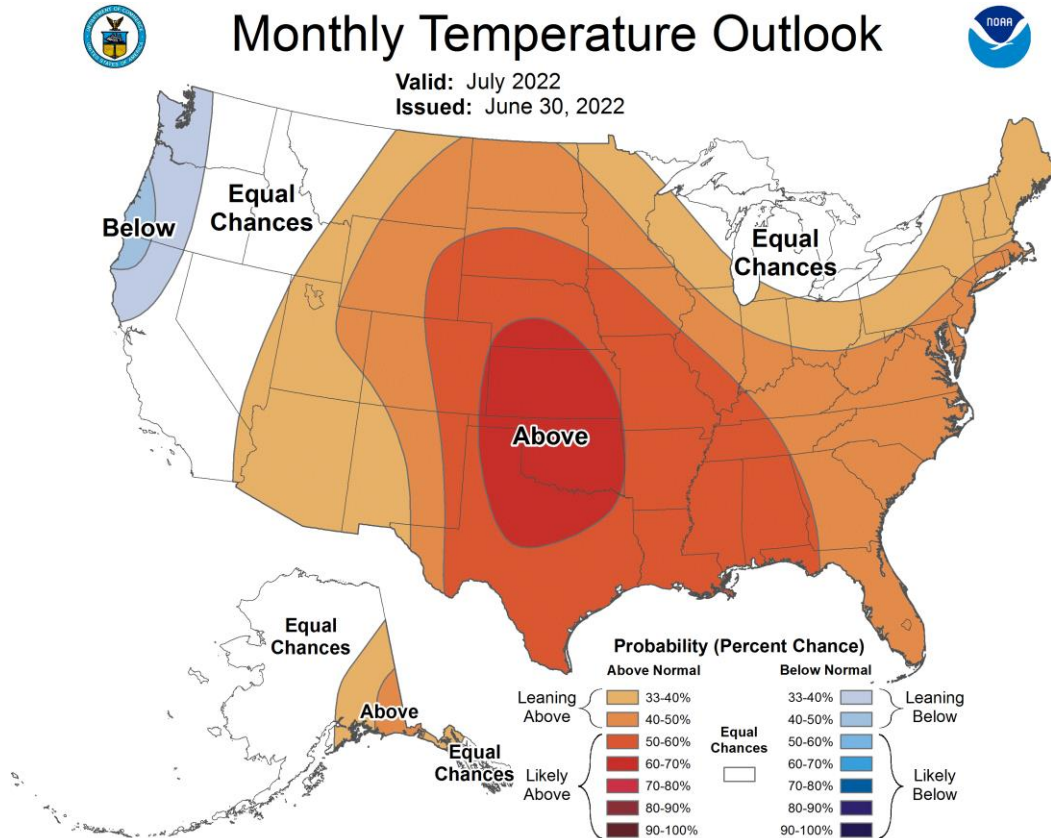 Monthly Temperature Outlook
NOAA
Valid: July 2022
Issued: June 30, 2022
Below
Equal
Chances
Equal
Chances
Above
Equal
Chances
Above
Equal
Chances
Probability (Percent Chance)
Above Normal
Below Normal
Leaning
Above
33-40%
40-50%
Likely
Above
50-60%
60-70%
70-80%
80-90%
90-100%
Equal
Chances
33-40%
40-50%
Leaning
Below
50-60%
60-70%
70-80%
80-90%
90-100%
Likely
Below